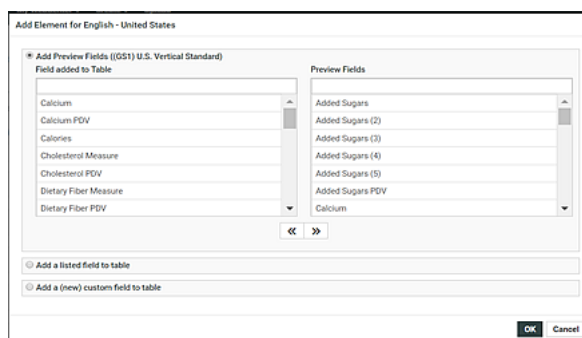 Add Element for English - United States
Add Preview Fields ((GS1) U.S. Vertical Standard)
Field added to Table
Preview Fields
Calcium
Calcium PDV
Calories
Cholesterol Measure
Cholesterol PDV
Dietary Fiber Measure
Dietary Fiber PDV
Added Sugars
Added Sugars (2)
Added Sugars (3)
Added Sugars (4)
Added Sugars (5)
Added Sugars PDV
Calcium
« »
Add a listed field to table
Add a (new) custom field to table
OK Cancel